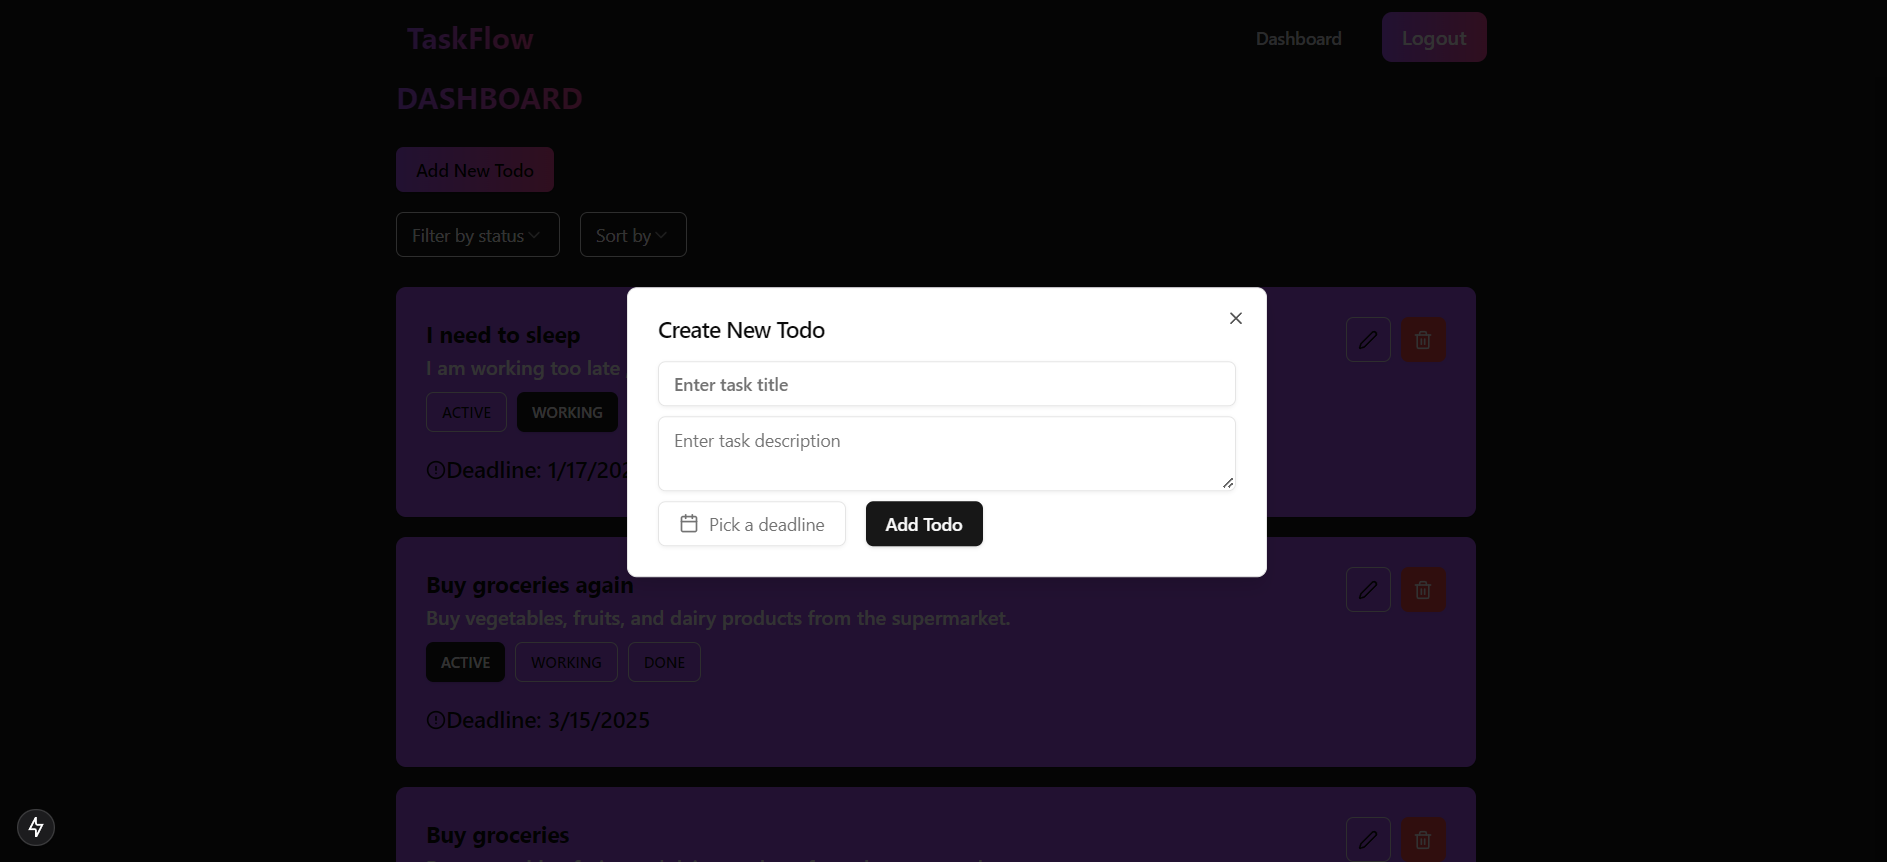 TaskFlow
Dashboard
Logout
DASHBOARD
Add New Todo
Filter by status
Sort by
I need to sleep
I am working too late
ACTIVE
WORKING
Deadline: 1/17/202
Create New Todo
Enter task title
Enter task description
Pick a deadline
Add Todo
Buy groceries again
Buy vegetables, fruits, and dairy products from the supermarket.
ACTIVE
WORKING
DONE
Deadline: 3/15/2025
Buy groceries